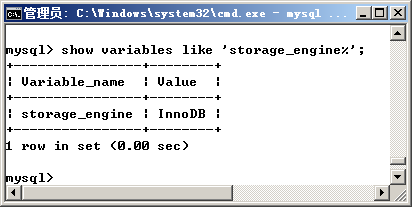 管理员: C:\Windows\system32\cmd.exe - mysql
mysql> show variables like 'storage_engine%';
+----------------+--------+
| Variable_name  | Value  |
+----------------+--------+
| storage_engine | InnoDB |
+----------------+--------+
1 row in set (0.00 sec)
mysql>